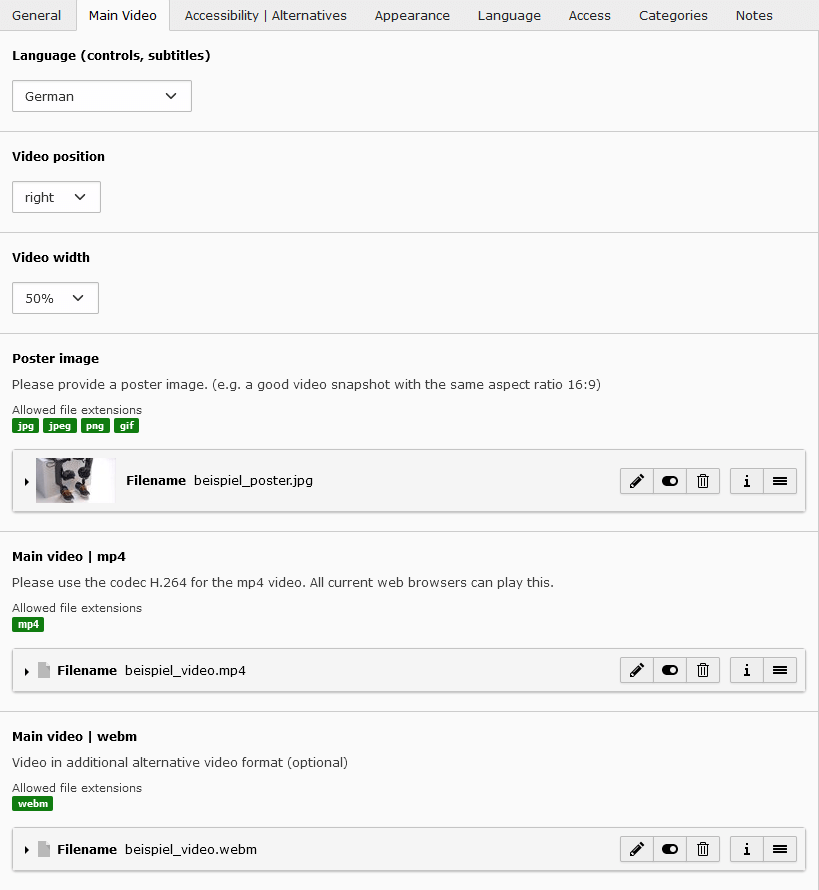 General Main Video Accessibility | Alternatives Appearance Language Access Categories Notes
Language (controls, subtitles)
German
Video position
right
Video width
50%
Poster image
Please provide a poster image. (e.g. a good video snapshot with the same aspect ratio 16:9)
Allowed file extensions
jpg jpeg png gif
Filename beispiel_poster.jpg
Main video | mp4
Please use the codec H.264 for the mp4 video. All current web browsers can play this.
Allowed file extensions
mp4
Filename beispiel_video.mp4
Main video | webm
Video in additional alternative video format (optional)
Allowed file extensions
webm
Filename beispiel_video.webm